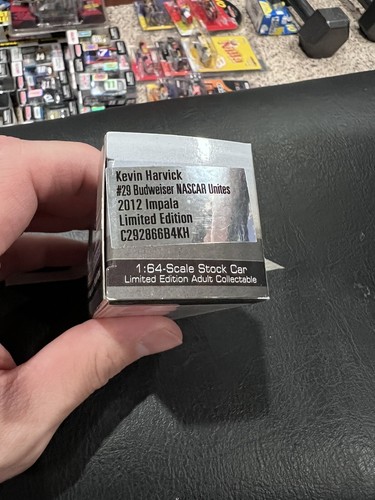 Kevin Harvick
#29 Budweiser NASCAR Unites
2012 Impala
Limited Edition
C292866B4KH
1:64-Scale Stock Car
Limited Edition Adult Collectable